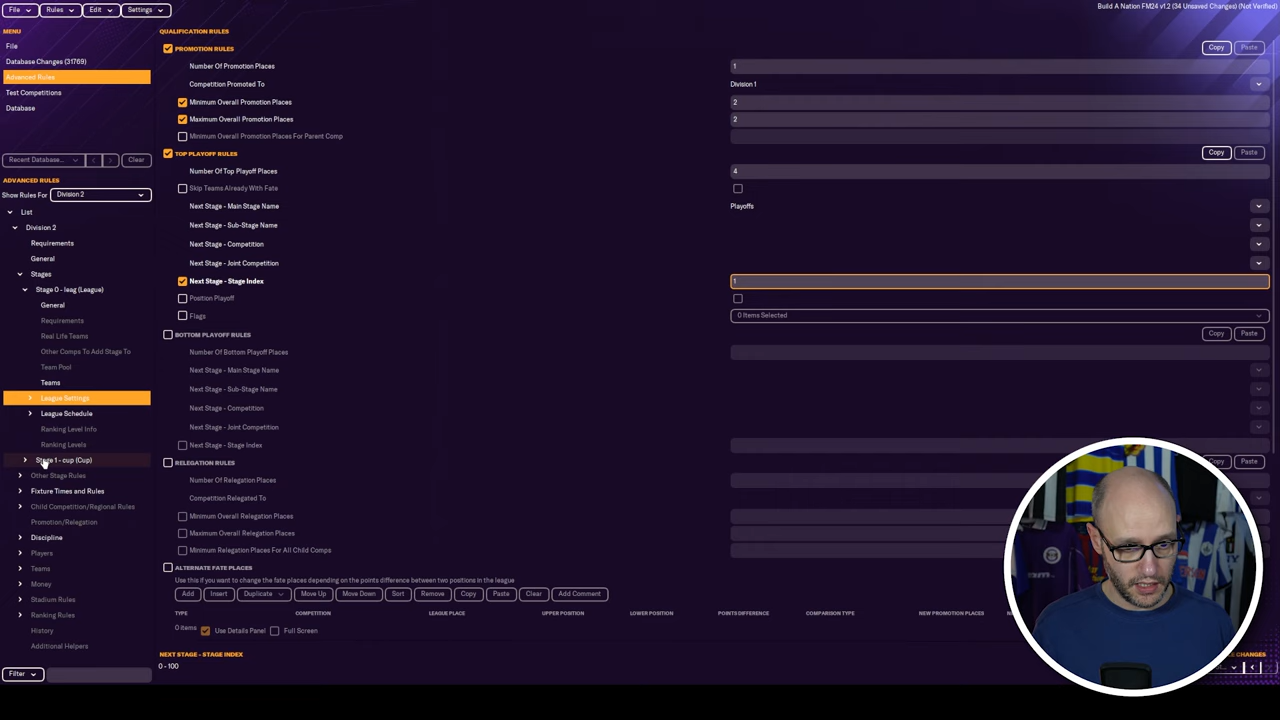 File Rules Edit Settings
Build A Nation FM24 v1.2 (34 Unsaved Changes) (Not Verified)
MENU
File
Database Changes (31769)
Advanced Rules
Test Competitions
Database
Recent Database... Clear
ADVANCED RULES
Show Rules For Division 2
List
Division 2
Requirements
General
Stages
Stage 0 - leag (League)
General
Requirements
Real Life Teams
Other Comps To Add Stage To
Team Pool
Teams
League Settings
League Schedule
Ranking Level Info
Ranking Levels
Stage 1 - cup (Cup)
Other Stage Rules
Fixture Times and Rules
Child Competition/Regional Rules
Promotion/Relegation
Discipline
Players
Teams
Money
Stadium Rules
Ranking Rules
History
Additional Helpers
Filter
QUALIFICATION RULES
PROMOTION RULES Copy Paste
Number Of Promotion Places 1
Competition Promoted To Division 1
Minimum Overall Promotion Places 2
Maximum Overall Promotion Places 2
Minimum Overall Promotion Places For Parent Comp
TOP PLAYOFF RULES Copy Paste
Number Of Top Playoff Places 4
Skip Teams Already With Fate
Next Stage - Main Stage Name Playoffs
Next Stage - Sub-Stage Name
Next Stage - Competition
Next Stage - Joint Competition
Next Stage - Stage Index 1
Position Playoff
Flags 0 Items Selected
BOTTOM PLAYOFF RULES Copy Paste
Number Of Bottom Playoff Places
Next Stage - Main Stage Name
Next Stage - Sub-Stage Name
Next Stage - Competition
Next Stage - Joint Competition
Next Stage - Stage Index
RELEGATION RULES Paste
Number Of Relegation Places
Competition Relegated To
Minimum Overall Relegation Places
Maximum Overall Relegation Places
Minimum Relegation Places For All Child Comps
ALTERNATE FATE PLACES
Use this if you want to change the fate places depending on the points difference between two positions in the league
Add Insert Duplicate Move Up Move Down Sort Remove Copy Paste Clear Add Comment
TYPE COMPETITION LEAGUE PLACE UPPER POSITION LOWER POSITION POINTS DIFFERENCE COMPARISON TYPE NEW PROMOTION PLACES
0 items Use Details Panel Full Screen
NEXT STAGE - STAGE INDEX CHANGES
0 - 100